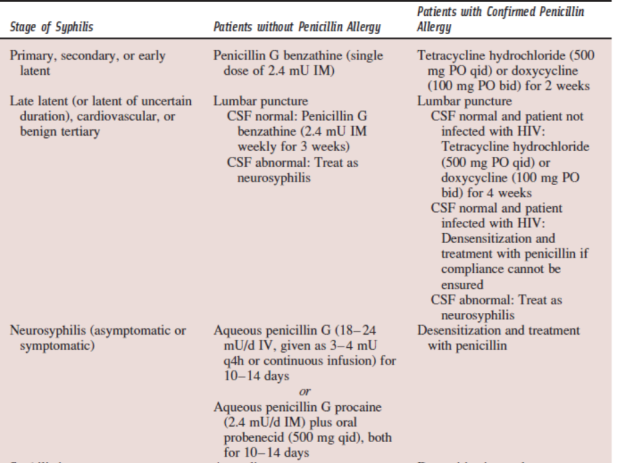 Stage of Syphilis
Patients without Penicillin Allergy
Patients with Confirmed Penicillin
Allergy
Primary, secondary, or early
latent
Penicillin G benzathine (single
dose of 2.4 mU IM)
Tetracycline hydrochloride (500
mg PO qid) or doxycycline
(100 mg PO bid) for 2 weeks
Late latent (or latent of uncertain
duration), cardiovascular, or
benign tertiary
Lumbar puncture
CSF normal: Penicillin G
benzathine (2.4 mU IM
weekly for 3 weeks)
CSF abnormal: Treat as
neurosyphilis
Lumbar puncture
CSF normal and patient not
infected with HIV:
Tetracycline hydrochloride
(500 mg PO qid) or
doxycycline (100 mg PO
bid) for 4 weeks
CSF normal and patient
infected with HIV:
Densensitization and
treatment with penicillin if
compliance cannot be
ensured
CSF abnormal: Treat as
neurosyphilis
Neurosyphilis (asymptomatic or
symptomatic)
Aqueous penicillin G (18–24
mU/d IV, given as 3–4 mU
q4h or continuous infusion) for
10–14 days
or
Aqueous penicillin G procaine
(2.4 mU/d IM) plus oral
probenecid (500 mg qid), both
for 10–14 days
Desensitization and treatment
with penicillin